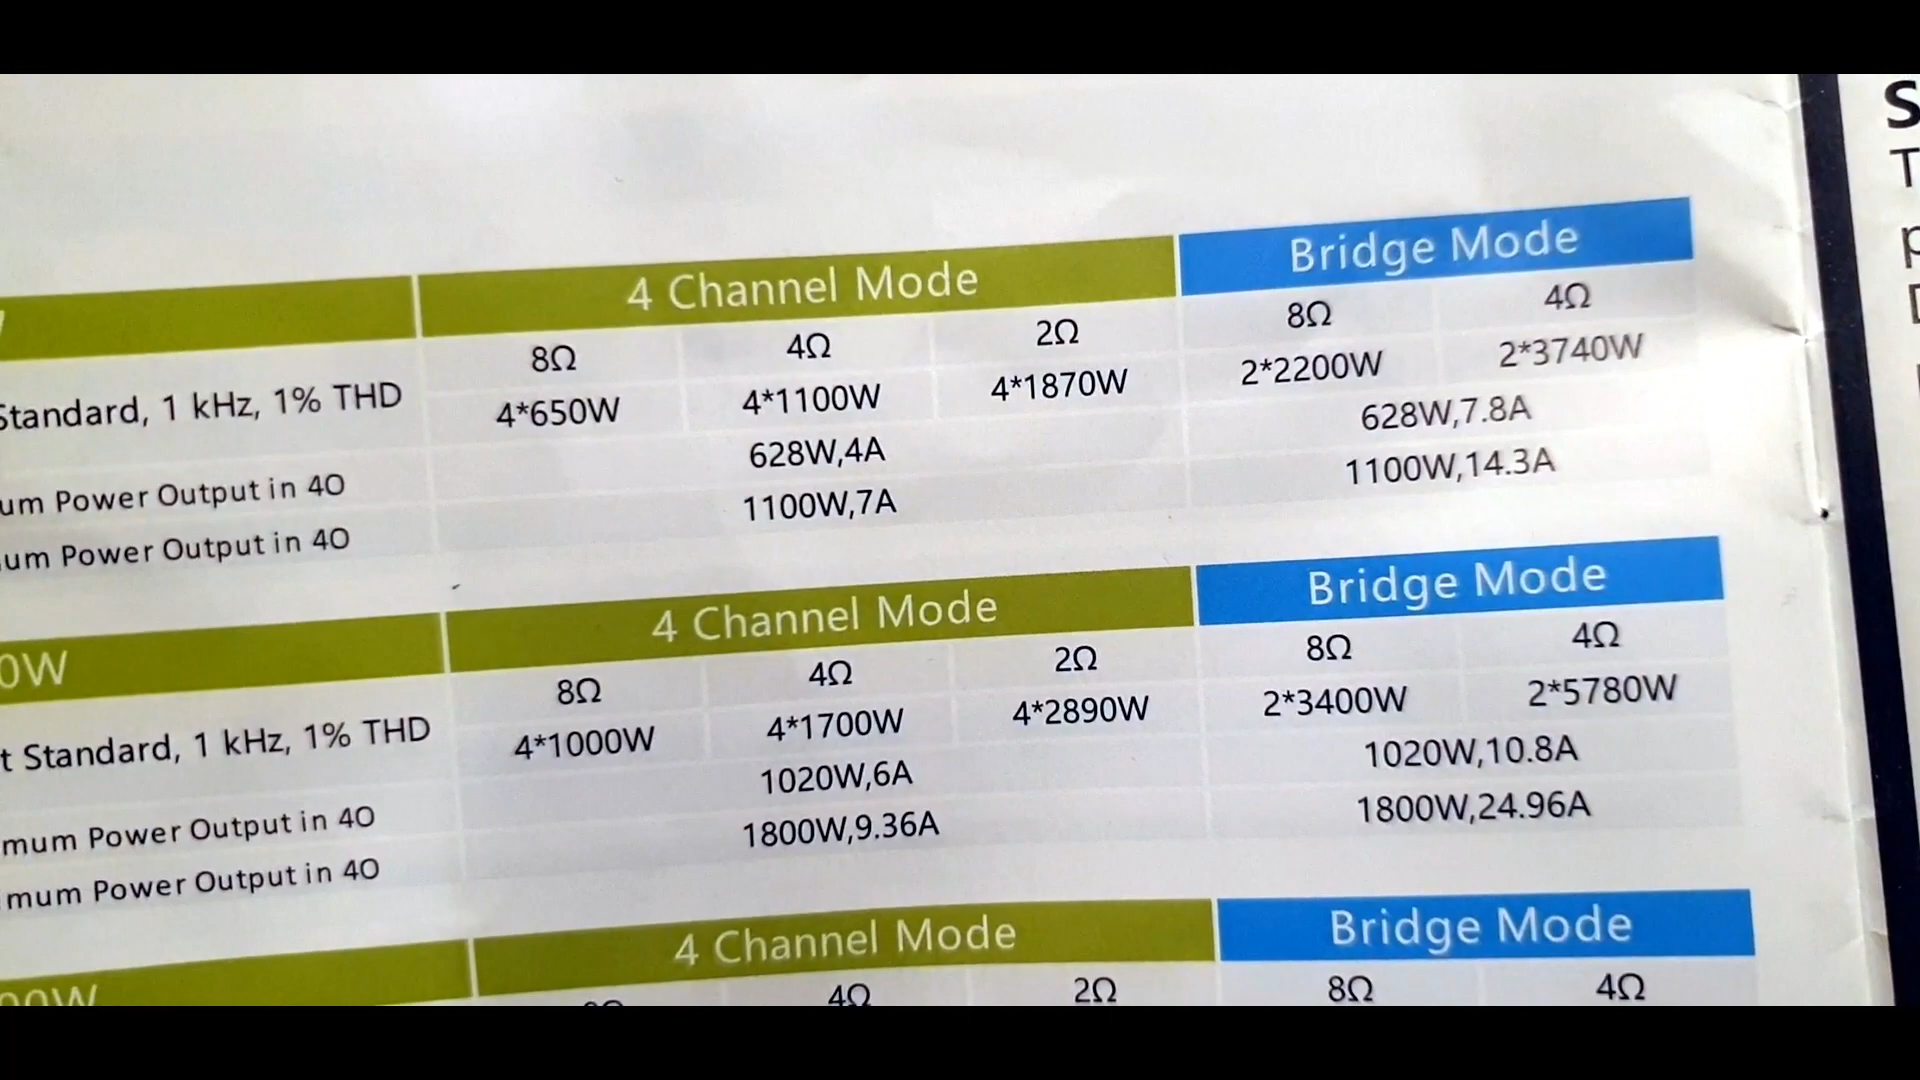 4 Channel Mode Bridge Mode
8Ω 4Ω 2Ω 8Ω 4Ω
Standard, 1 kHz, 1% THD 4*650W 4*1100W 4*1870W 2*2200W 2*3740W
um Power Output in 4O 628W,4A 628W,7.8A
um Power Output in 4O 1100W,7A 1100W,14.3A
0W 4 Channel Mode Bridge Mode
8Ω 4Ω 2Ω 8Ω 4Ω
t Standard, 1 kHz, 1% THD 4*1000W 4*1700W 4*2890W 2*3400W 2*5780W
mum Power Output in 4O 1020W,6A 1020W,10.8A
mum Power Output in 4O 1800W,9.36A 1800W,24.96A
00W 4 Channel Mode Bridge Mode
4Ω 2Ω 8Ω 4Ω
S
T
p